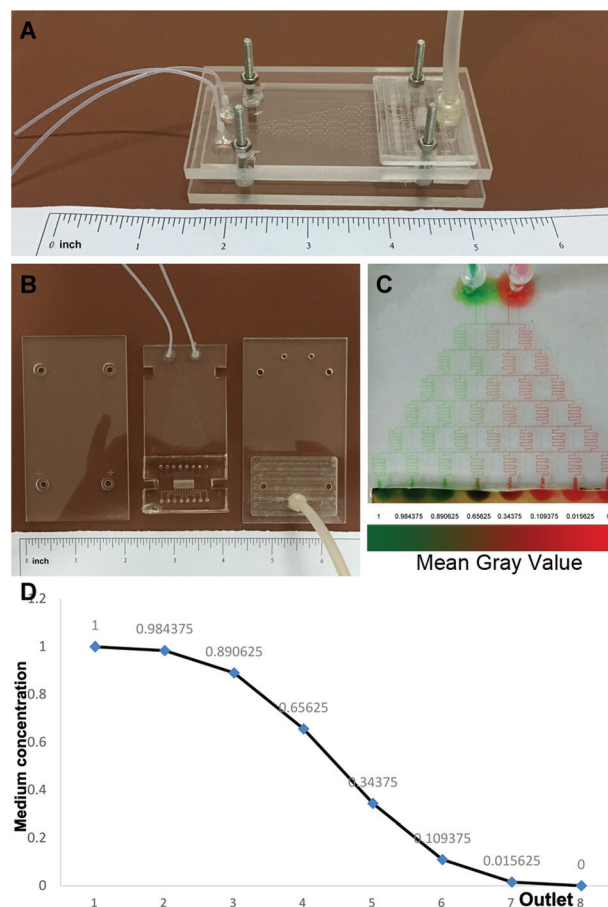 A
0 inch 1 2 3 4 5 6
B
0 inch 1 2 3 4 5 6
C
1 0.984375 0.890625 0.65625 0.34375 0.109375 0.015625
Mean Gray Value
D
1.2
1
0.8
0.6
0.4
0.2
0
Medium concentration
1
0.984375
0.890625
0.65625
0.34375
0.109375
0.015625
0
1 2 3 4 5 6 7 8
Outlet